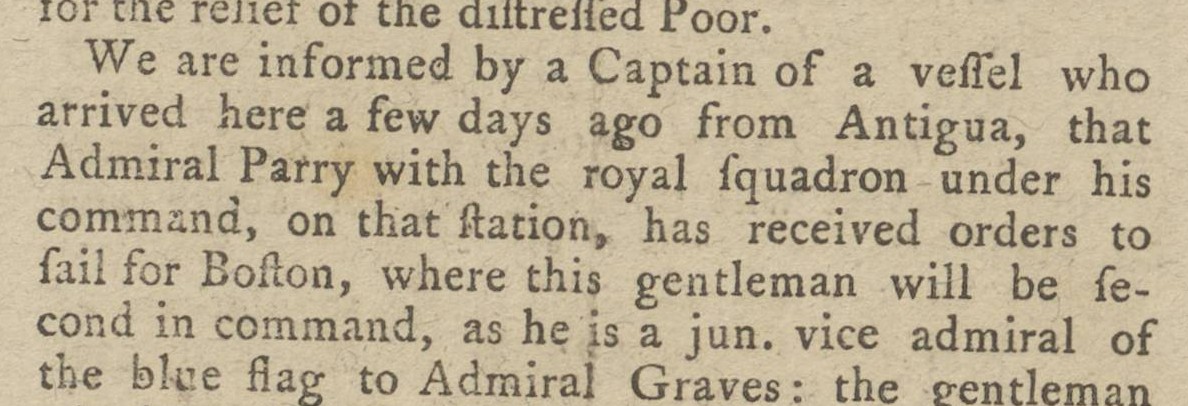 for the relief of the diſtreſſed Poor.
We are informed by a Captain of a veſſel who
arrived here a few days ago from Antigua, that
Admiral Parry with the royal ſquadron under his
command, on that ſtation, has received orders to
ſail for Boſton, where this gentleman will be ſe-
cond in command, as he is a jun. vice admiral of
the blue flag to Admiral Graves: the gentleman